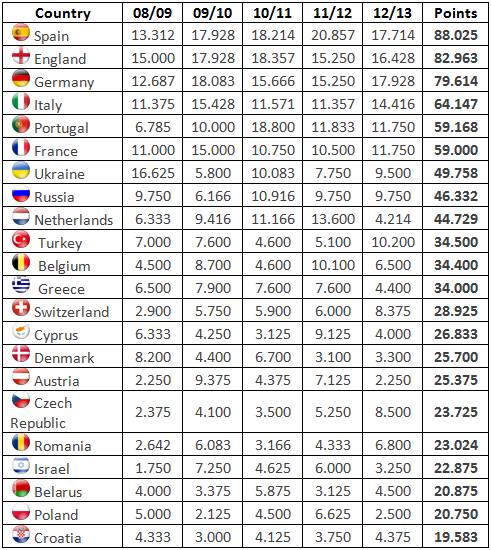 Country 08/09 09/10 10/11 11/12 12/13 Points
Spain 13.312 17.928 18.214 20.857 17.714 88.025
England 15.000 17.928 18.357 15.250 16.428 82.963
Germany 12.687 18.083 15.666 15.250 17.928 79.614
Italy 11.375 15.428 11.571 11.357 14.416 64.147
Portugal 6.785 10.000 18.800 11.833 11.750 59.168
France 11.000 15.000 10.750 10.500 11.750 59.000
Ukraine 16.625 5.800 10.083 7.750 9.500 49.758
Russia 9.750 6.166 10.916 9.750 9.750 46.332
Netherlands 6.333 9.416 11.166 13.600 4.214 44.729
Turkey 7.000 7.600 4.600 5.100 10.200 34.500
Belgium 4.500 8.700 4.600 10.100 6.500 34.400
Greece 6.500 7.900 7.600 7.600 4.400 34.000
Switzerland 2.900 5.750 5.900 6.000 8.375 28.925
Cyprus 6.333 4.250 3.125 9.125 4.000 26.833
Denmark 8.200 4.400 6.700 3.100 3.300 25.700
Austria 2.250 9.375 4.375 7.125 2.250 25.375
Czech
Republic 2.375 4.100 3.500 5.250 8.500 23.725
Romania 2.642 6.083 3.166 4.333 6.800 23.024
Israel 1.750 7.250 4.625 6.000 3.250 22.875
Belarus 4.000 3.375 5.875 3.125 4.500 20.875
Poland 5.000 2.125 4.500 6.625 2.500 20.750
Croatia 4.333 3.000 4.125 3.750 4.375 19.583